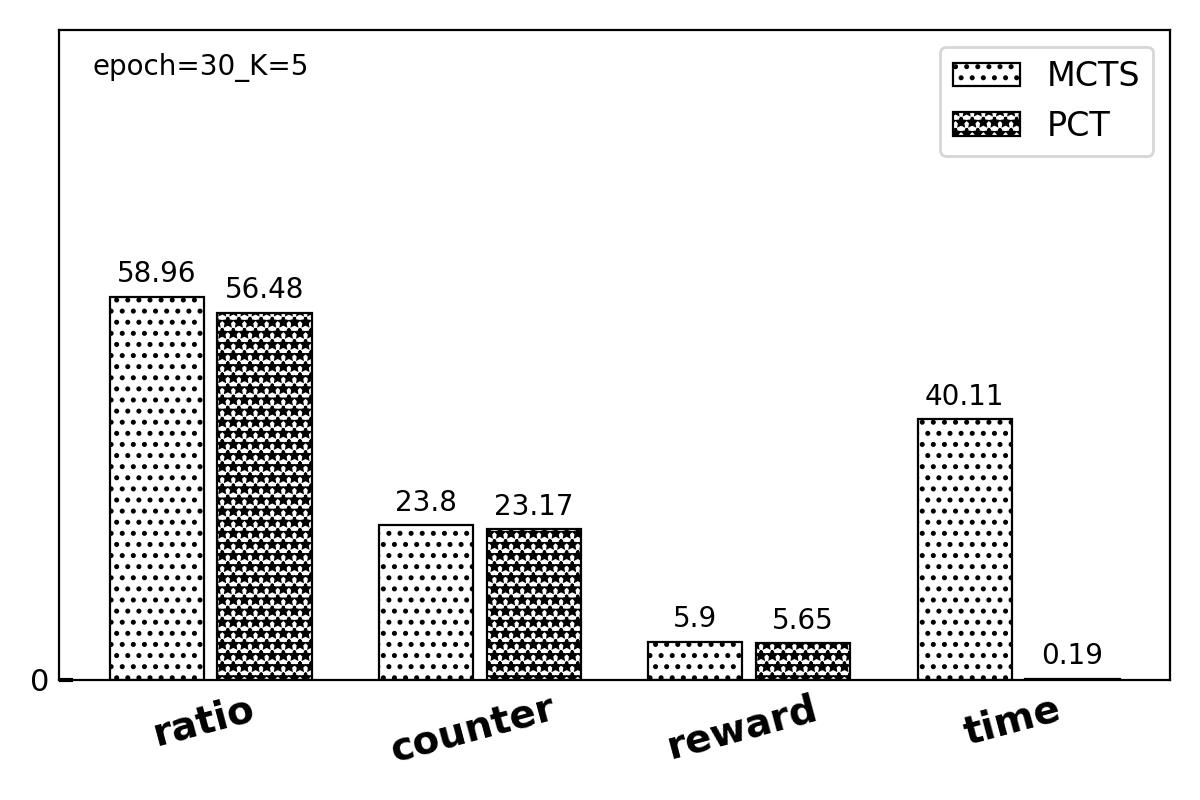 epoch=30_K=5
MCTS
PCT
58.96
56.48
23.8
23.17
5.9
5.65
40.11
0.19
0
ratio
counter
reward
time